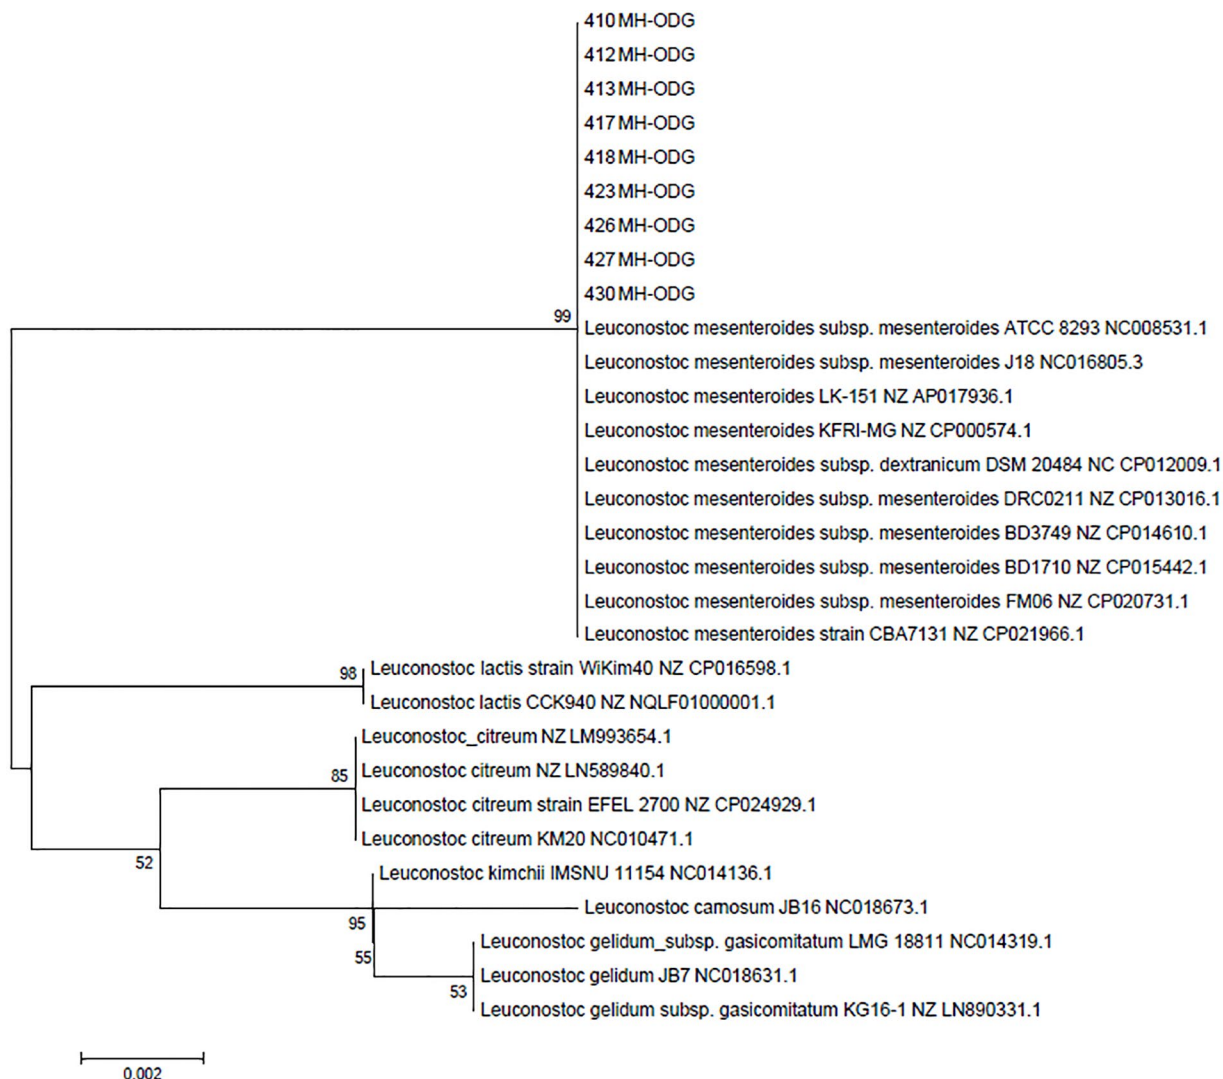 410 MH-ODG
412 MH-ODG
413 MH-ODG
417 MH-ODG
418 MH-ODG
423 MH-ODG
426 MH-ODG
427 MH-ODG
430 MH-ODG
99
Leuconostoc mesenteroides subsp. mesenteroides ATCC 8293 NC008531.1
Leuconostoc mesenteroides subsp. mesenteroides J18 NC016805.3
Leuconostoc mesenteroides LK-151 NZ AP017936.1
Leuconostoc mesenteroides KFRI-MG NZ CP000574.1
Leuconostoc mesenteroides subsp. dextranicum DSM 20484 NC CP012009.1
Leuconostoc mesenteroides subsp. mesenteroides DRC0211 NZ CP013016.1
Leuconostoc mesenteroides subsp. mesenteroides BD3749 NZ CP014610.1
Leuconostoc mesenteroides subsp. mesenteroides BD1710 NZ CP015442.1
Leuconostoc mesenteroides subsp. mesenteroides FM06 NZ CP020731.1
Leuconostoc mesenteroides strain CBA7131 NZ CP021966.1
98
Leuconostoc lactis strain WiKim40 NZ CP016598.1
Leuconostoc lactis CCK940 NZ NQLF01000001.1
Leuconostoc_citreum NZ LM993654.1
85
Leuconostoc citreum NZ LN589840.1
Leuconostoc citreum strain EFEL 2700 NZ CP024929.1
Leuconostoc citreum KM20 NC010471.1
52
Leuconostoc kimchii IMSNU 11154 NC014136.1
Leuconostoc carnosum JB16 NC018673.1
95
Leuconostoc gelidum_subsp. gasicomitatum LMG 18811 NC014319.1
55
Leuconostoc gelidum JB7 NC018631.1
53
Leuconostoc gelidum subsp. gasicomitatum KG16-1 NZ LN890331.1
0.002